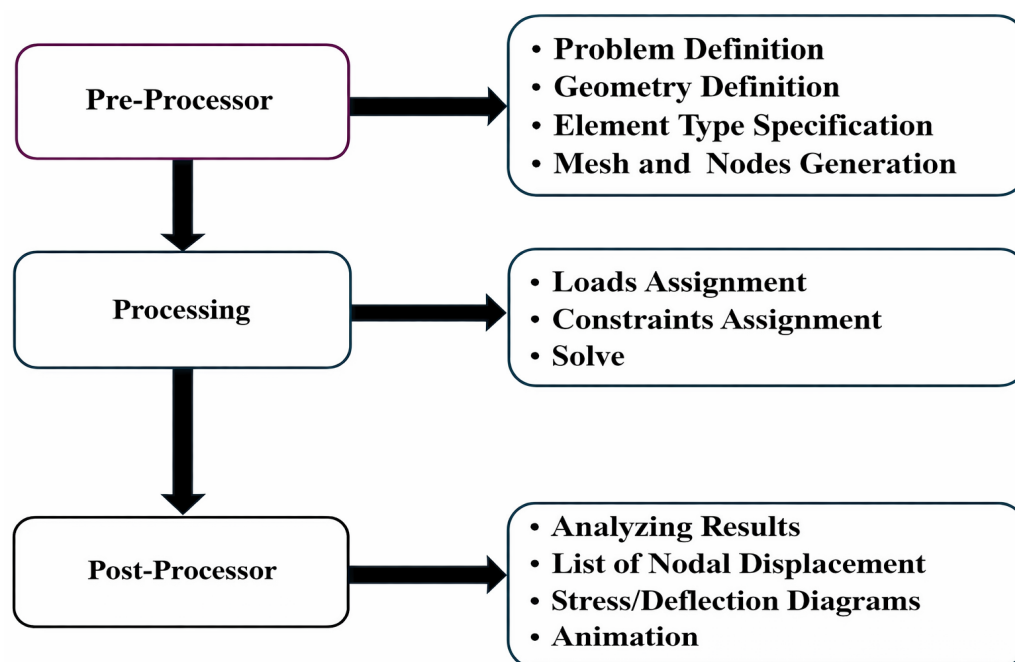 Pre-Processor
• Problem Definition
• Geometry Definition
• Element Type Specification
• Mesh and Nodes Generation
Processing
• Loads Assignment
• Constraints Assignment
• Solve
Post-Processor
• Analyzing Results
• List of Nodal Displacement
• Stress/Deflection Diagrams
• Animation